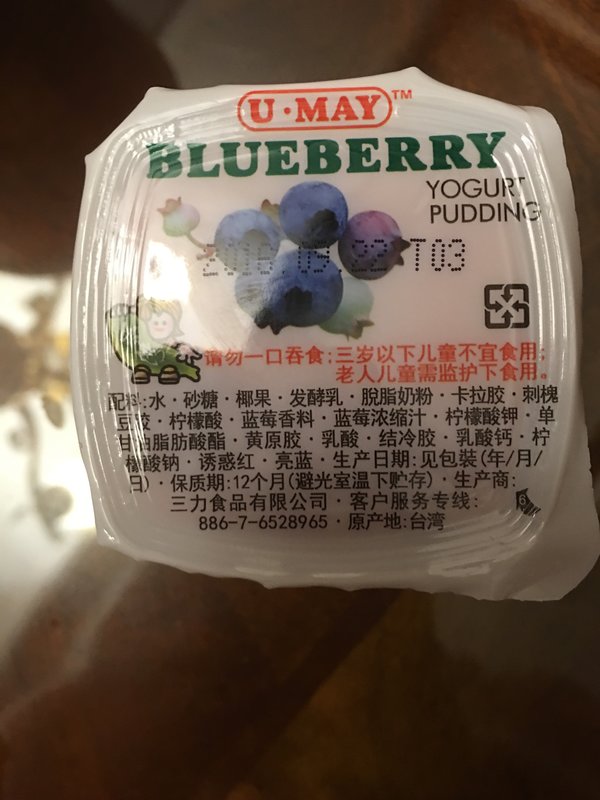 U·MAY™
BLUEBERRY
YOGURT
PUDDING
T03
请勿一口吞食:三岁以下儿童不宜食用;
老人儿童需监护下食用。
配料:水·砂糖·椰果·发酵乳·脱脂奶粉·卡拉胶·刺槐
豆胶·柠檬酸·蓝莓香料·蓝莓浓缩汁·柠檬酸钾·单
甘油脂肪酸酯·黄原胶·乳酸·结冷胶·乳酸钙·柠
檬酸钠·诱惑红·亮蓝·生产日期:见包装(年/月/
日)·保质期:12个月(避光室温下贮存)·生产商:
三力食品有限公司·客户服务专线:
886-7-6528965·原产地:台湾
6